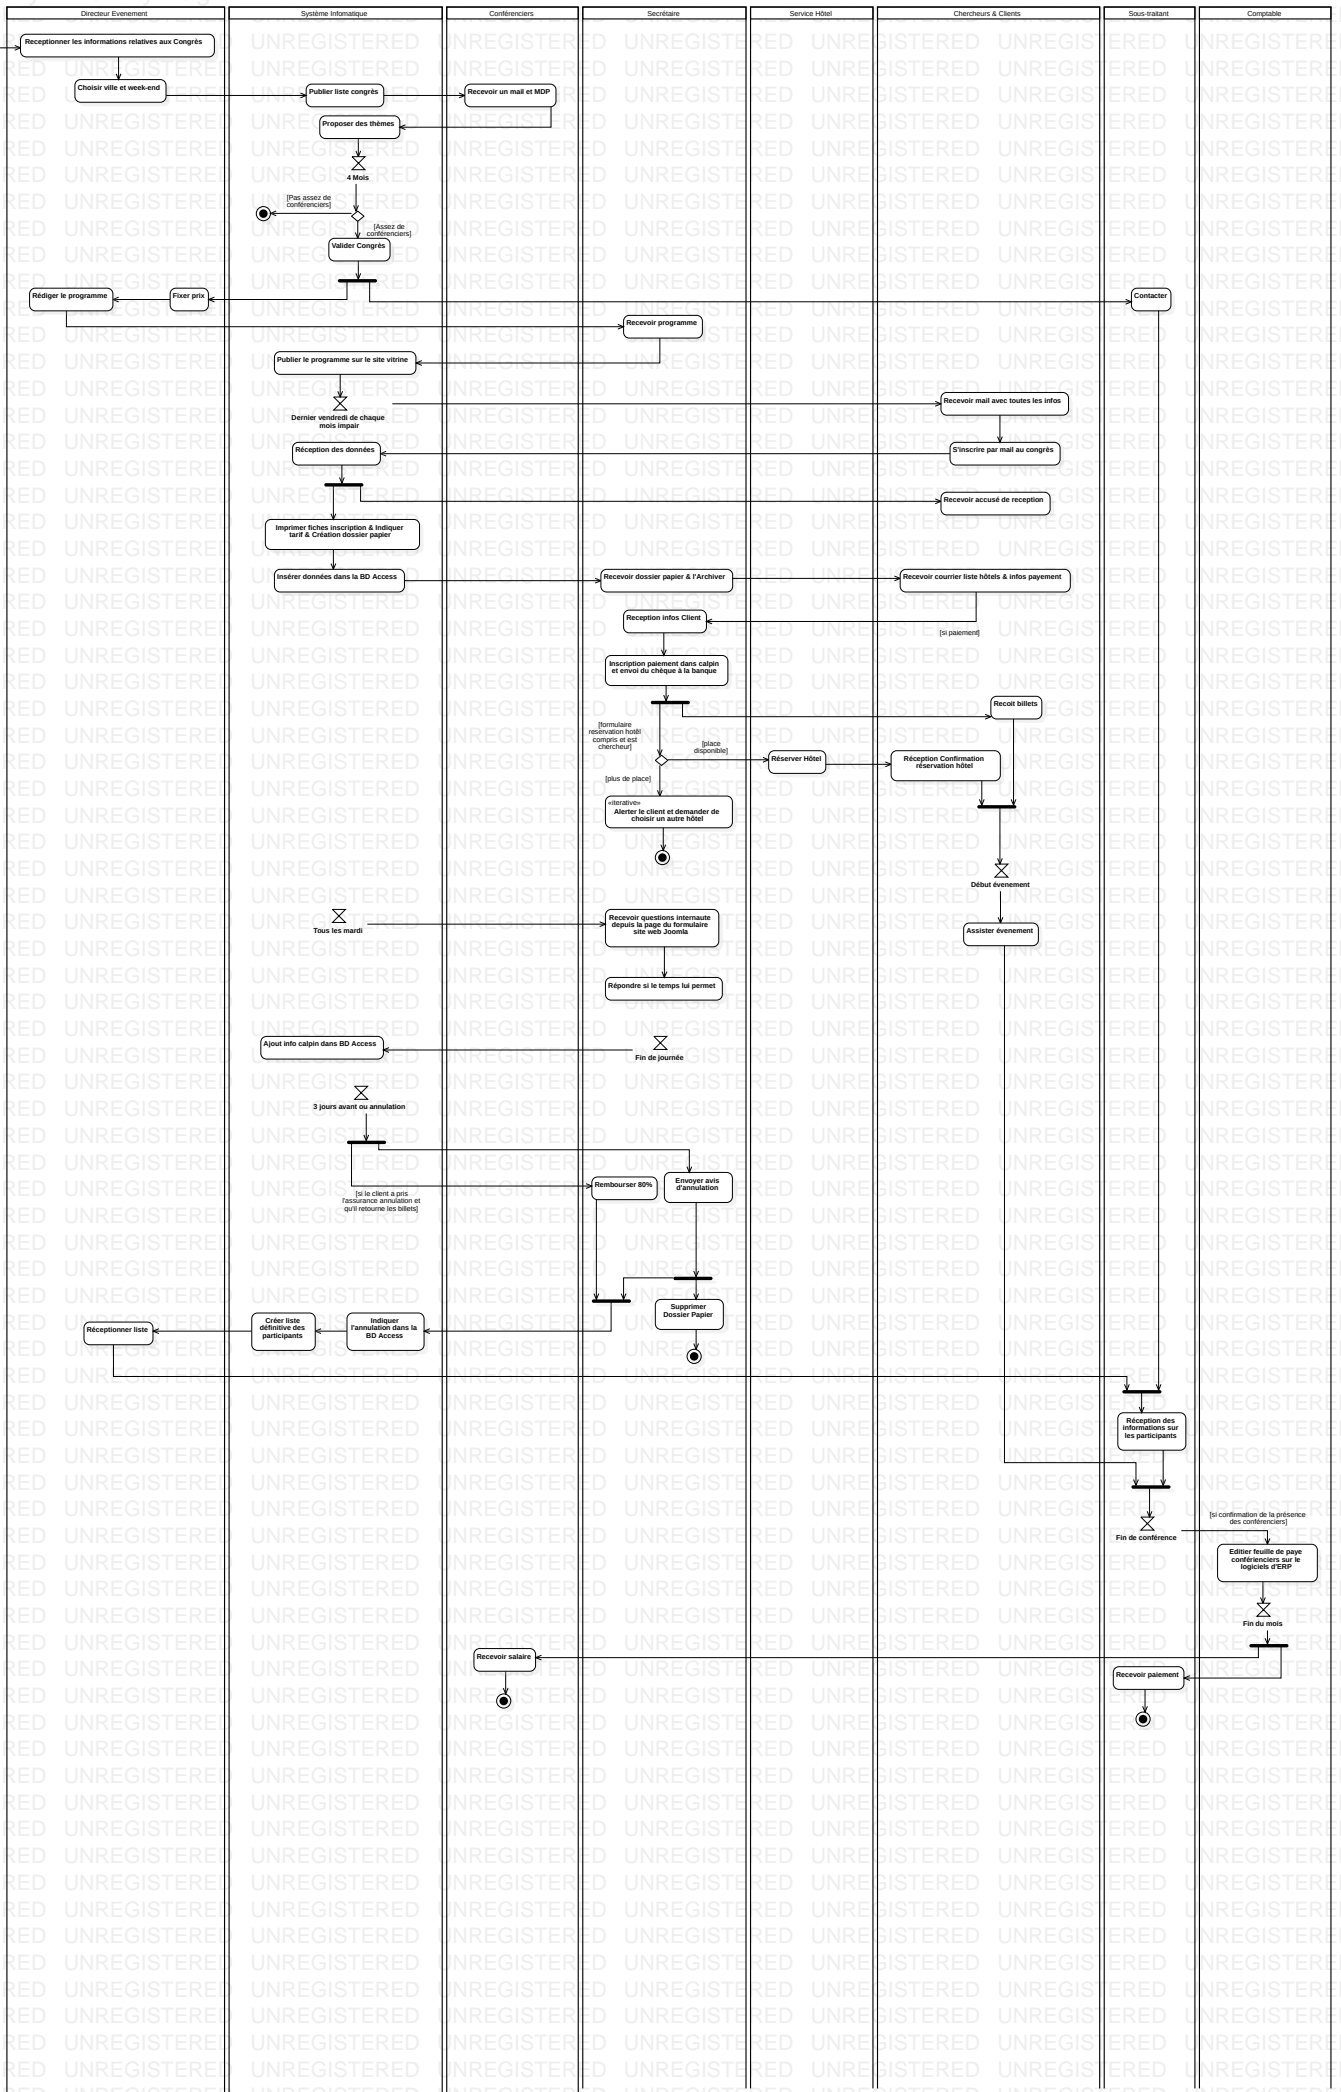 Directeur Evenement
Système Infomatique
Conférenciers
Secrétaire
Service Hôtel
Chercheurs & Clients
Sous-traitant
Comptable
Receptionner les informations relatives aux Congrès
Choisir ville et week-end
Publier liste congrès
Recevoir un mail et MDP
Proposer des thèmes
4 Mois
[Pas assez de
conférenciers]
[Assez de
conférenciers]
Valider Congrès
Rédiger le programme
Fixer prix
Contacter
Recevoir programme
Publier le programme sur le site vitrine
Dernier vendredi de chaque
mois impair
Recevoir mail avec toutes les infos
Réception des données
S'inscrire par mail au congrès
Recevoir accusé de reception
Imprimer fiches inscription & Indiquer
tarif & Création dossier papier
Insérer données dans la BD Access
Recevoir dossier papier & l'Archiver
Recevoir courrier liste hôtels & infos payement
Reception infos Client
[si paiement]
Inscription paiement dans calpin
et envoi du chèque à la banque
Recoit billets
[formulaire
reservation hotêl
compris et est
chercheur]
[place
disponible]
Réserver Hôtel
Réception Confirmation
réservation hôtel
[plus de place]
«iterative»
Alerter le client et demander de
choisir un autre hôtel
Début évenement
Tous les mardi
Recevoir questions internaute
depuis la page du formulaire
site web Joomla
Assister évenement
Répondre si le temps lui permet
Ajout info calpin dans BD Access
Fin de journée
3 jours avant ou annulation
Rembourser 80%
Envoyer avis
d'annulation
[si le client a pris
l'assurance annulation et
qu'il retourne les billets]
Supprimer
Dossier Papier
Réceptionner liste
Créer liste
définitive des
participants
Indiquer
l'annulation dans la
BD Access
Réception des
informations sur
les participants
Fin de conférence
[si confirmation de la présence
des conférenciers]
Editier feuille de paye
conférienciers sur le
logiciels d'ERP
Fin du mois
Recevoir salaire
Recevoir paiement